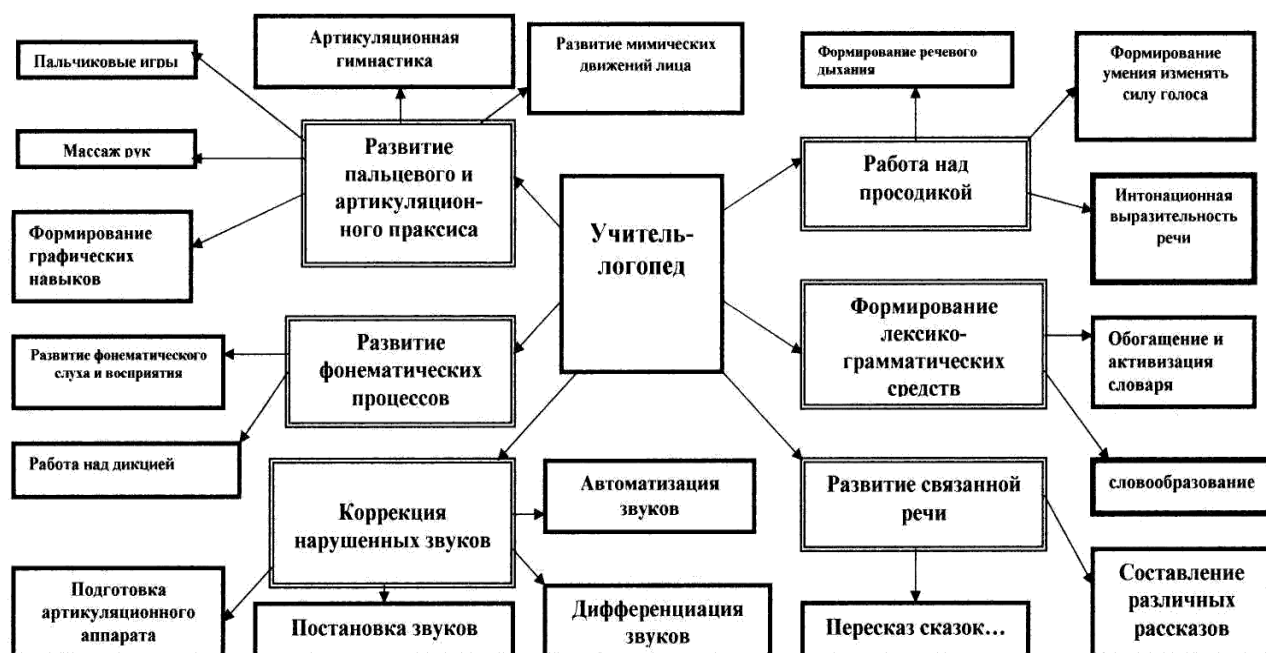 Пальчиковые игры
Артикуляционная
гимнастика
Развитие мимических
движений лица
Формирование речевого
дыхания
Формирование
умения изменять
силу голоса
Массаж рук
Развитие
пальцевого и
артикуляцион-
ного праксиса
Работа над
просодикой
Учитель-
логопед
Интонационная
выразительность
речи
Формирование
графических
навыков
Развитие фонематического
слуха и восприятия
Развитие
фонематических
процессов
Формирование
лексико-
грамматических
средств
Обогащение и
активизация
словаря
Работа над дикцией
Коррекция
нарушенных звуков
Автоматизация
звуков
Развитие связанной
речи
словообразование
Подготовка
артикуляционного
аппарата
Постановка звуков
Дифференциация
звуков
Пересказ сказок...
Составление
различных
рассказов